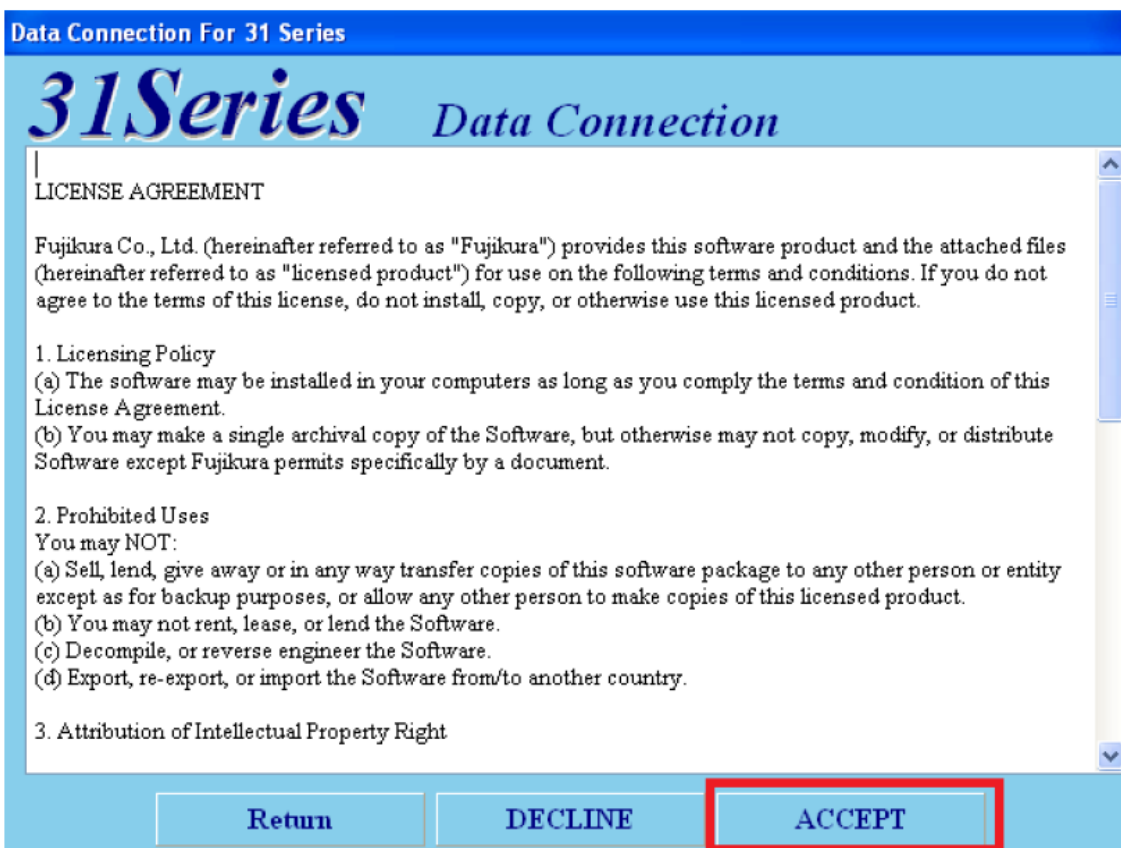 Data Connection For 31 Series
31Series Data Connection
LICENSE AGREEMENT
Fujikura Co., Ltd. (hereinafter referred to as "Fujikura") provides this software product and the attached files
(hereinafter referred to as "licensed product") for use on the following terms and conditions. If you do not
agree to the terms of this license, do not install, copy, or otherwise use this licensed product.
1. Licensing Policy
(a) The software may be installed in your computers as long as you comply the terms and condition of this
License Agreement.
(b) You may make a single archival copy of the Software, but otherwise may not copy, modify, or distribute
Software except Fujikura permits specifically by a document.
2. Prohibited Uses
You may NOT:
(a) Sell, lend, give away or in any way transfer copies of this software package to any other person or entity
except as for backup purposes, or allow any other person to make copies of this licensed product.
(b) You may not rent, lease, or lend the Software.
(c) Decompile, or reverse engineer the Software.
(d) Export, re-export, or import the Software from/to another country.
3. Attribution of Intellectual Property Right
Return DECLINE ACCEPT